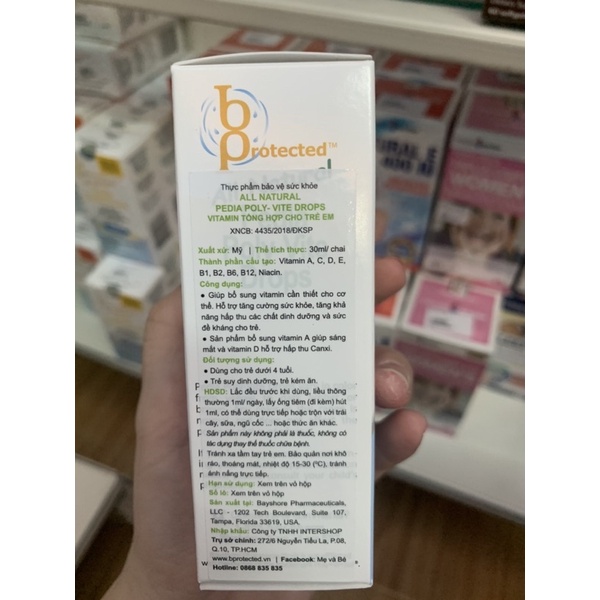 b
Protected™
Thực phẩm bảo vệ sức khỏe
ALL NATURAL
PEDIA POLY- VITE DROPS
VITAMIN TỔNG HỢP CHO TRẺ EM
XNCB: 4435/2018/ĐKSP
Xuất xứ: Mỹ | Thể tích thực: 30ml/ chai
Thành phần cấu tạo: Vitamin A, C, D, E,
B1, B2, B6, B12, Niacin.
Công dụng:
• Giúp bổ sung vitamin cần thiết cho cơ
thể. Hỗ trợ tăng cường sức khỏe, tăng khả
năng hấp thu các chất dinh dưỡng và sức
đề kháng cho trẻ.
• Sản phẩm bổ sung vitamin A giúp sáng
mắt và vitamin D hỗ trợ hấp thu Canxi.
Đối tượng sử dụng:
• Dùng cho trẻ dưới 4 tuổi.
• Trẻ suy dinh dưỡng, trẻ kém ăn.
HDSD: Lắc đều trước khi dùng, liều thông
thường 1ml/ ngày, lấy ống tiêm (đi kèm) hút
1ml, có thể dùng trực tiếp hoặc trộn với trái
cây, sữa, ngũ cốc ... hoặc thức ăn khác.
Sản phẩm này không phải là thuốc, không có
tác dụng thay thế thuốc chữa bệnh.
Tránh xa tầm tay trẻ em. Bảo quản nơi khô
ráo, thoáng mát, nhiệt độ 15-30 (ºC), tránh
ánh nắng trực tiếp.
Hạn sử dụng: Xem trên vỏ hộp
Số lô: Xem trên vỏ hộp
Sản xuất tại: Bayshore Pharmaceuticals,
LLC - 1202 Tech Boulevard, Suite 107,
Tampa, Florida 33619, USA.
Nhập khẩu: Công ty TNHH INTERSHOP
Trụ sở chính: 272/6 Nguyễn Tiểu La, P.08,
Q.10, TP.HCM
www.bprotected.vn | Facebook: Mẹ và Bé
Hotline: 0868 835 835